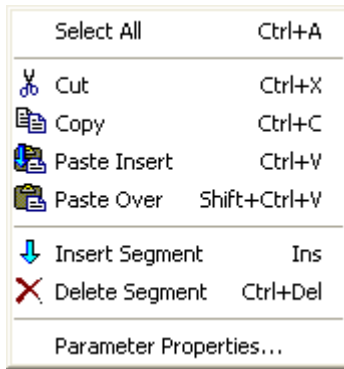 Select All Ctrl+A
Cut Ctrl+X
Copy Ctrl+C
Paste Insert Ctrl+V
Paste Over Shift+Ctrl+V
Insert Segment Ins
Delete Segment Ctrl+Del
Parameter Properties...